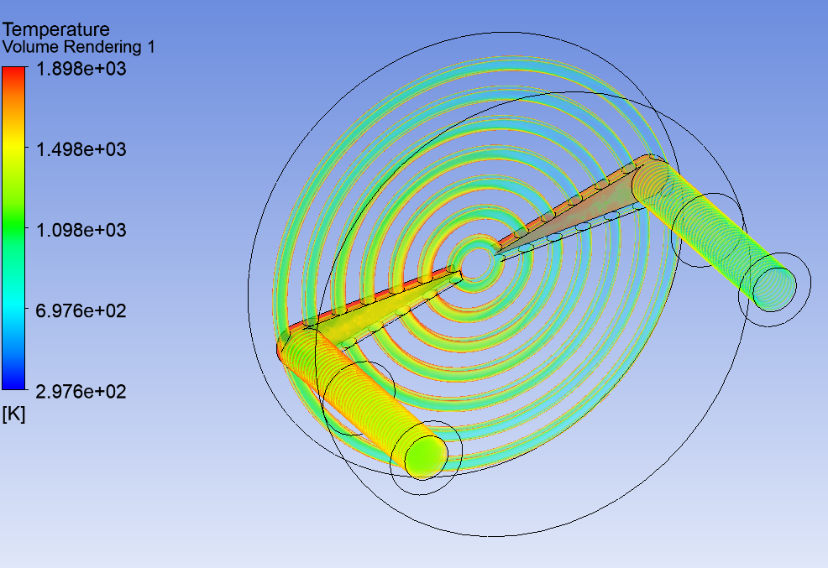 Temperature
Volume Rendering 1
1.898e+03
1.498e+03
1.098e+03
6.976e+02
2.976e+02
[K]